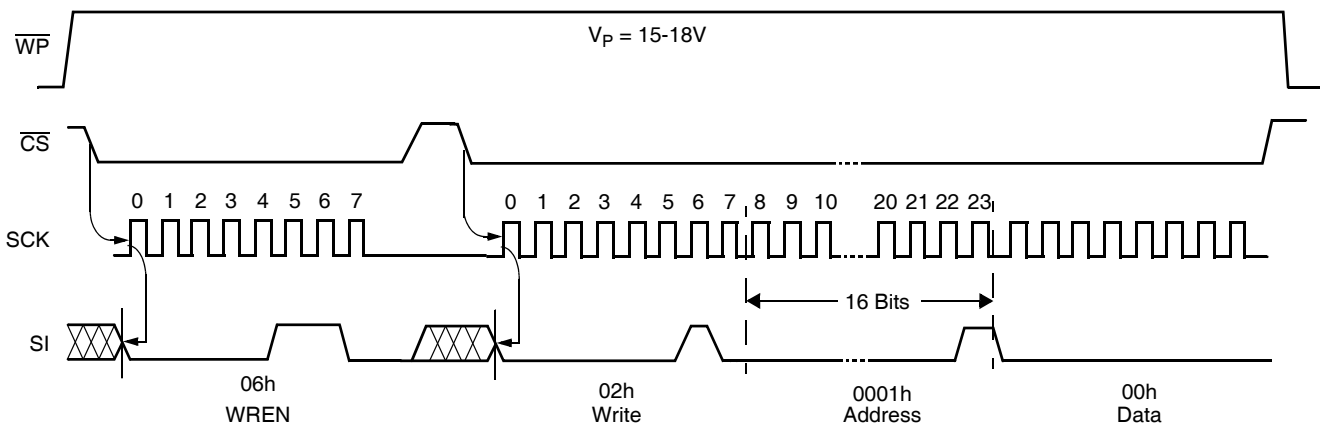 WP
V_P = 15-18V
CS
0 1 2 3 4 5 6 7 0 1 2 3 4 5 6 7 8 9 10 20 21 22 23
SCK
16 Bits
SI
06h 02h 0001h 00h
WREN Write Address Data